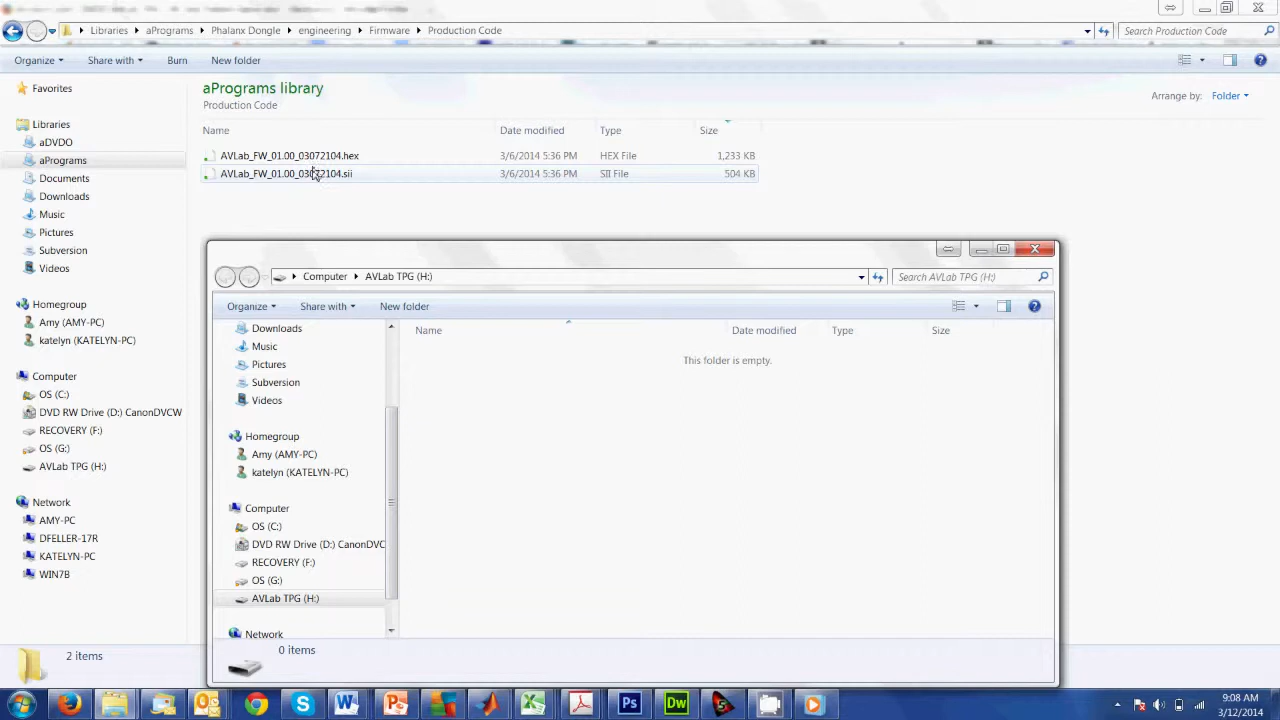 Libraries ▸ aPrograms ▸ Phalanx Dongle ▸ engineering ▸ Firmware ▸ Production Code
Search Production Code
Organize Share with Burn New folder
Favorites
Libraries
aDVDO
aPrograms
Documents
Downloads
Music
Pictures
Subversion
Videos
Homegroup
Amy (AMY-PC)
katelyn (KATELYN-PC)
Computer
OS (C:)
DVD RW Drive (D:) CanonDVCW
RECOVERY (F:)
OS (G:)
AVLab TPG (H:)
Network
AMY-PC
DFELLER-17R
KATELYN-PC
WIN7B
aPrograms library
Production Code
Arrange by: Folder
Name Date modified Type Size
AVLab_FW_01.00_03072104.hex 3/6/2014 5:36 PM HEX File 1,233 KB
AVLab_FW_01.00_03072104.sii 3/6/2014 5:36 PM SII File 504 KB
2 items
Computer ▸ AVLab TPG (H:)
Search AVLab TPG (H:)
Organize Share with New folder
Downloads
Music
Pictures
Subversion
Videos
Homegroup
Amy (AMY-PC)
katelyn (KATELYN-PC)
Computer
OS (C:)
DVD RW Drive (D:) CanonDVC
RECOVERY (F:)
OS (G:)
AVLab TPG (H:)
Network
Name Date modified Type Size
This folder is empty.
0 items
9:08 AM
3/12/2014